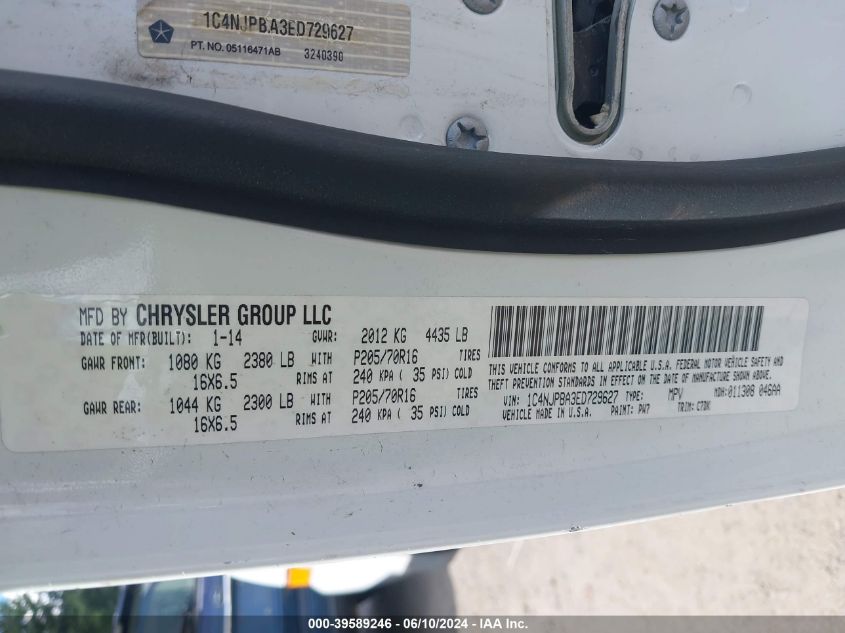 1C4NJPBA3ED729627
PT. NO. 05116471AB 3240390
MFD BY CHRYSLER GROUP LLC
DATE OF MFR(BUILT): 1-14 GVWR: 2012 KG 4435 LB
GAWR FRONT: 1080 KG 2380 LB WITH P205/70R16 TIRES
16X6.5 RIMS AT 240 KPA ( 35 PSI) COLD
GAWR REAR: 1044 KG 2300 LB WITH P205/70R16 TIRES
16X6.5 RIMS AT 240 KPA ( 35 PSI) COLD
THIS VEHICLE CONFORMS TO ALL APPLICABLE U.S.A. FEDERAL MOTOR VEHICLE SAFETY AND
THEFT PREVENTION STANDARDS IN EFFECT ON THE DATE OF MANUFACTURE SHOWN ABOVE.
VIN: 1C4NJPBA3ED729627 TYPE: MPV MDH: 011308 046AA
VEHICLE MADE IN U.S.A. PAINT: PW7 TRIM: C7DK
000-39589246 - 06/10/2024 - IAA Inc.